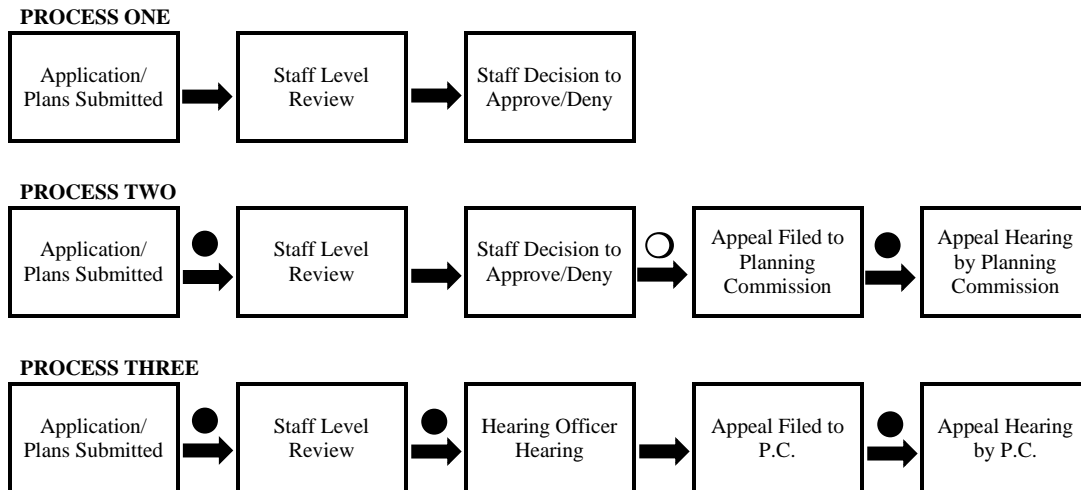 PROCESS ONE
Application/
Plans Submitted
Staff Level
Review
Staff Decision to
Approve/Deny
PROCESS TWO
Application/
Plans Submitted
Staff Level
Review
Staff Decision to
Approve/Deny
Appeal Filed to
Planning
Commission
Appeal Hearing
by Planning
Commission
PROCESS THREE
Application/
Plans Submitted
Staff Level
Review
Hearing Officer
Hearing
Appeal Filed to
P.C.
Appeal Hearing
by P.C.